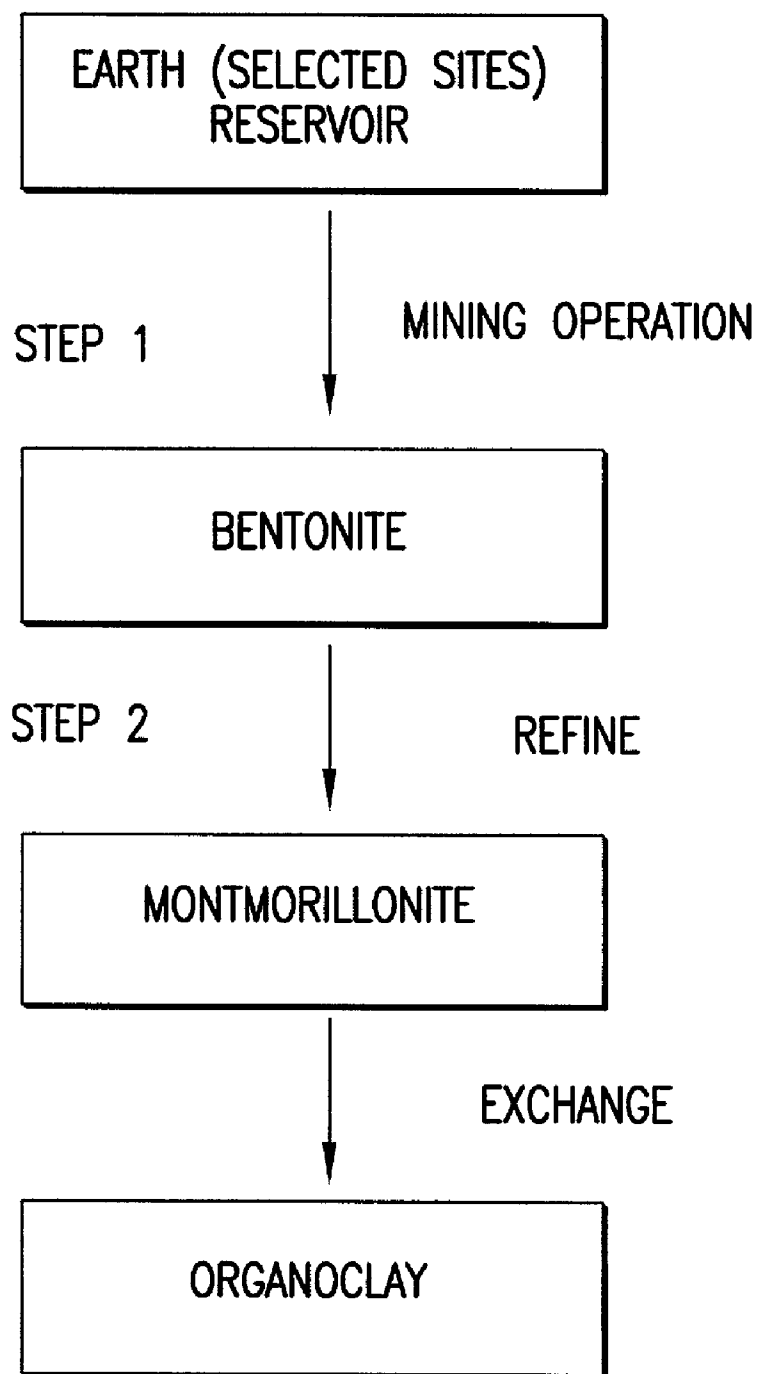 EARTH (SELECTED SITES)
RESERVOIR
STEP 1
MINING OPERATION
BENTONITE
STEP 2
REFINE
MONTMORILLONITE
EXCHANGE
ORGANOCLAY